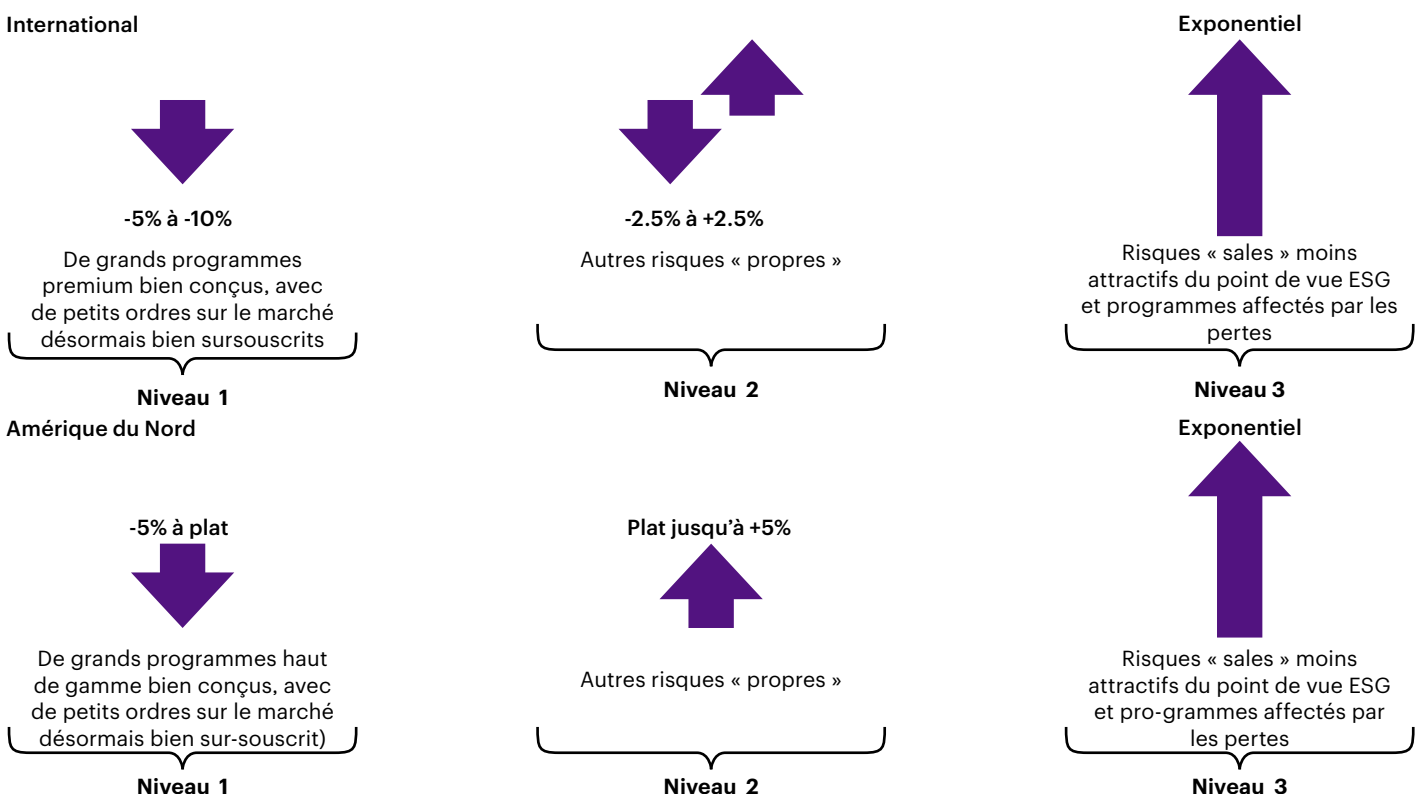 International
-5% à -10%
De grands programmes
premium bien conçus, avec
de petits ordres sur le marché
désormais bien sursouscrits
Niveau 1
-2.5% à +2.5%
Autres risques « propres »
Niveau 2
Exponentiel
Risques « sales » moins
attractifs du point de vue ESG
et programmes affectés par les
pertes
Niveau 3
Amérique du Nord
-5% à plat
De grands programmes haut
de gamme bien conçus, avec
de petits ordres sur le marché
désormais bien sur-souscrit)
Niveau 1
Plat jusqu’à +5%
Autres risques « propres »
Niveau 2
Exponentiel
Risques « sales » moins
attractifs du point de vue ESG
et pro-grammes affectés par
les pertes
Niveau 3